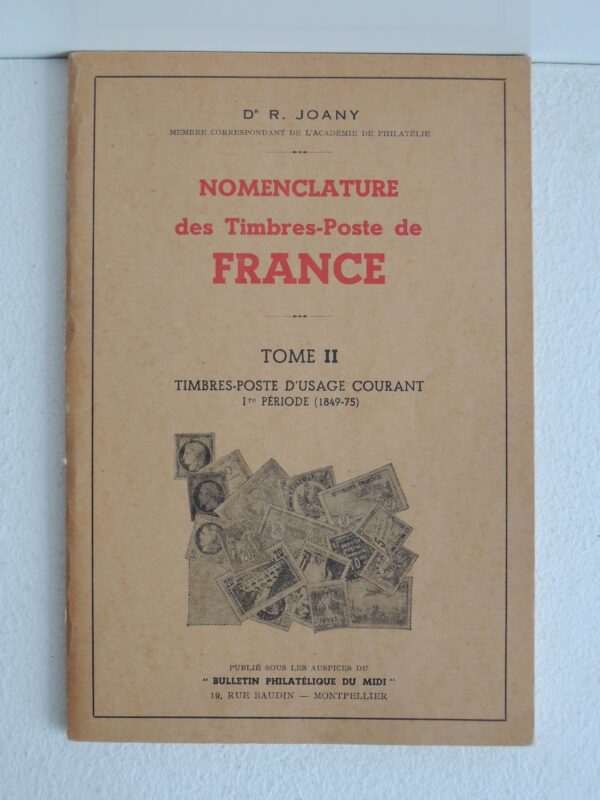 Dr R. JOANY
MEMBRE CORRESPONDANT DE L'ACADÉMIE DE PHILATÉLIE
NOMENCLATURE
des Timbres-Poste de
FRANCE
TOME II
TIMBRES-POSTE D'USAGE COURANT
1re PÉRIODE (1849-75)
PUBLIÉ SOUS LES AUSPICES DU
" BULLETIN PHILATÉLIQUE DU MIDI "
19, RUE BAUDIN — MONTPELLIER